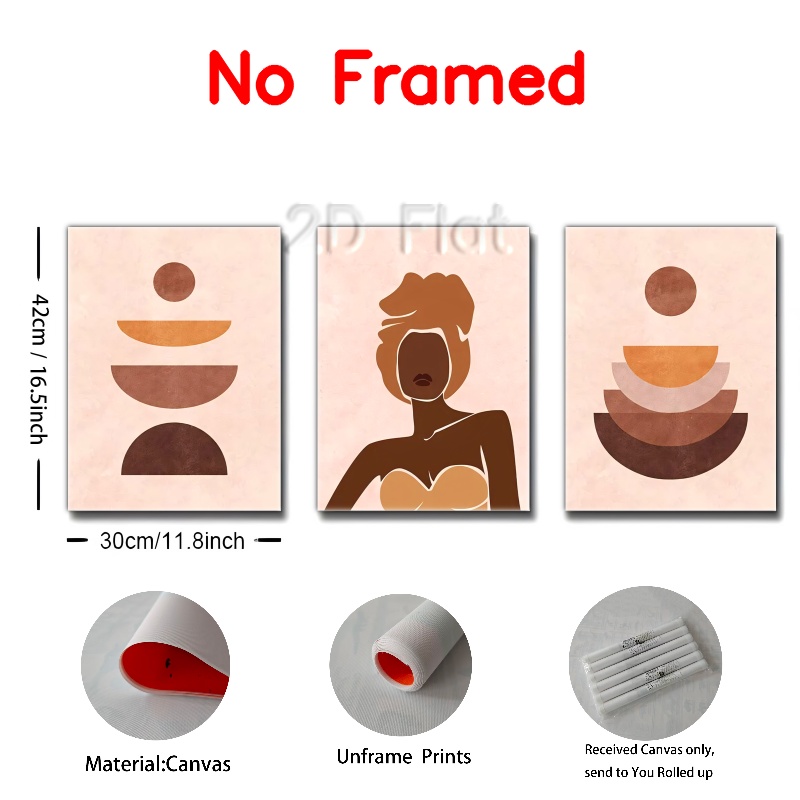 No Framed
2D Flat
42cm / 16.5inch
30cm/11.8inch
Material:Canvas
Unframe Prints
Received Canvas only,
send to You Rolled up